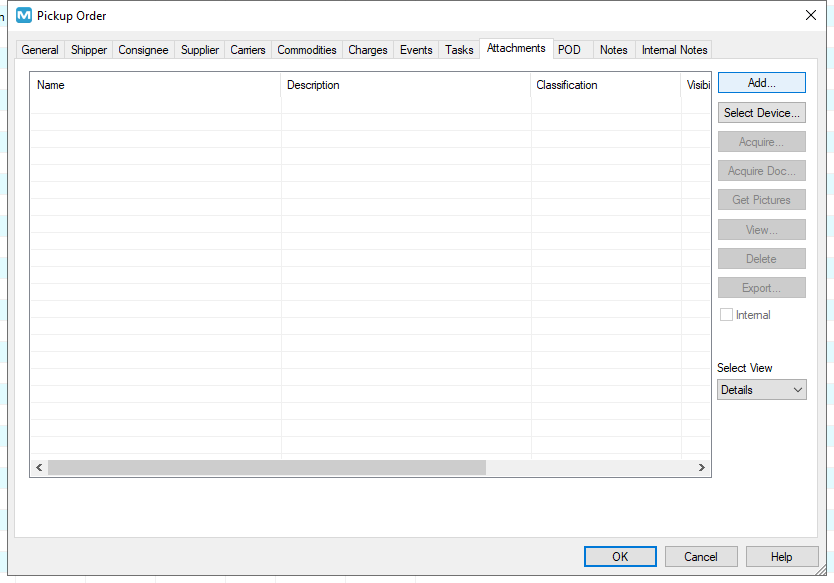 n
M Pickup Order
General Shipper Consignee Supplier Carriers Commodities Charges Events Tasks Attachments POD Notes Internal Notes
Name Description Classification Visibi
Add...
Select Device...
Acquire...
Acquire Doc...
Get Pictures
View...
Delete
Export...
Internal
Select View
Details
OK Cancel Help